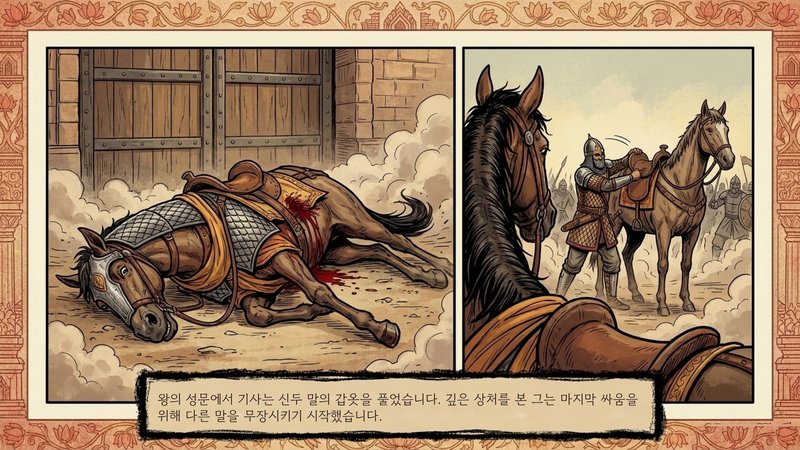 왕의 성문에서 기사는 신두 말의 갑옷을 풀었습니다. 깊은 상처를 본 그는 마지막 싸움을
위해 다른 말을 무장시키기 시작했습니다.